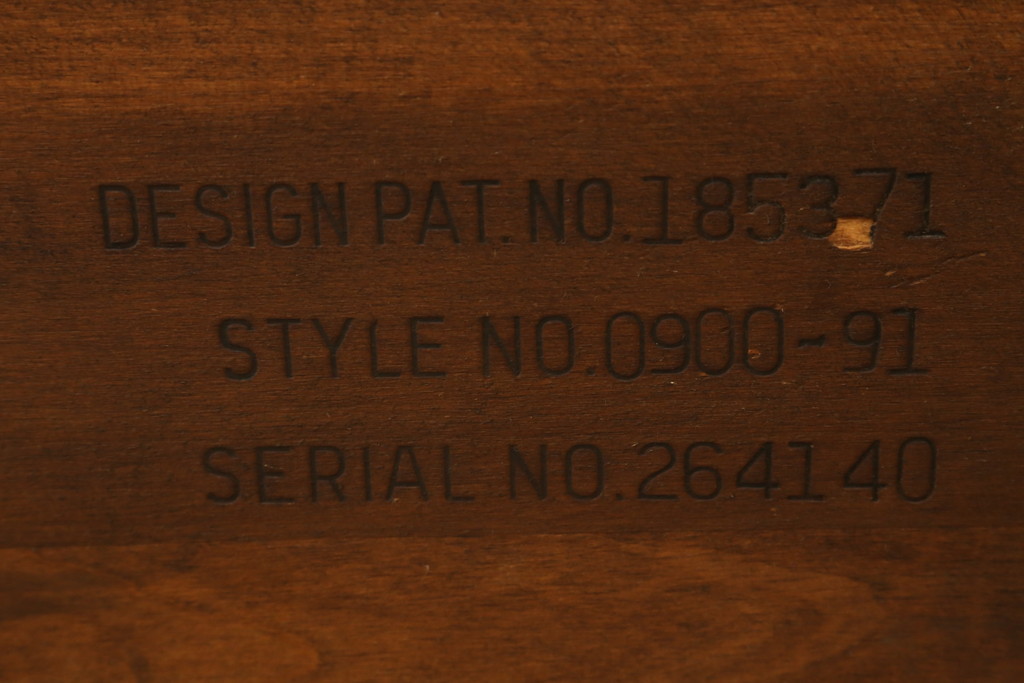 DESIGN PAT. NO. 185371
STYLE NO. 0900-91
SERIAL NO. 264140